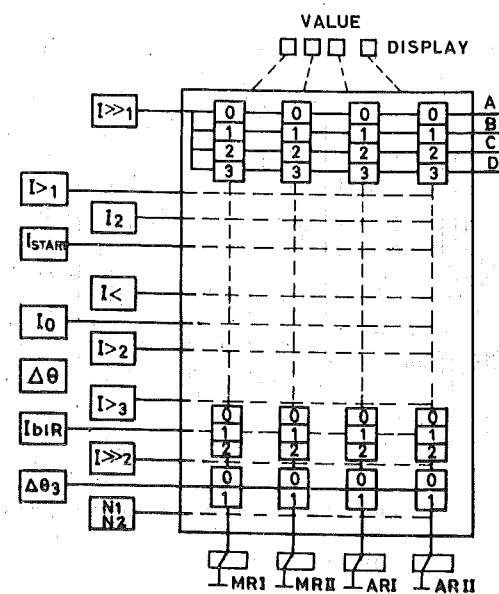 VALUE
DISPLAY
I>>1
0 0 0 0 A
1 1 1 1 B
2 2 2 2 C
3 3 3 3 D
I>1
I2
ISTART
I<
I0
I>2
Δθ
I>3
0 0 0 0
IbIR
1 1 1 1
2 2 2 2
I>>2
0 0 0 0
Δθ3
1 1 1 1
N1
N2
MRI MRII ARI ARII